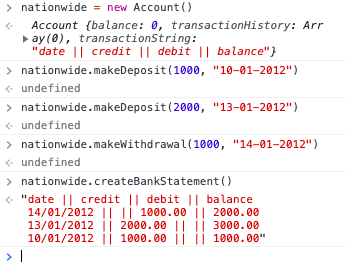 > nationwide = new Account()
<· Account {balance: 0, transactionHistory: Arr
▶ ay(0), transactionString:
"date || credit || debit || balance"}
> nationwide.makeDeposit(1000, "10-01-2012")
<· undefined
> nationwide.makeDeposit(2000, "13-01-2012")
<· undefined
> nationwide.makeWithdrawal(1000, "14-01-2012")
<· undefined
> nationwide.createBankStatement()
<· "date || credit || debit || balance
14/01/2012 || || 1000.00 || 2000.00
13/01/2012 || 2000.00 || || 3000.00
10/01/2012 || 1000.00 || || 1000.00"
>